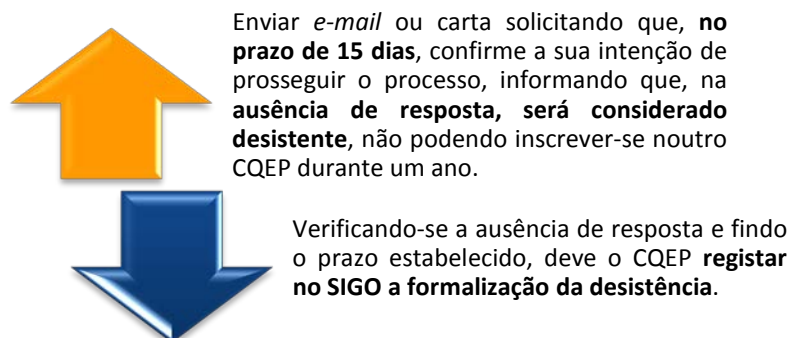 Enviar e-mail ou carta solicitando que, no
prazo de 15 dias, confirme a sua intenção de
prosseguir o processo, informando que, na
ausência de resposta, será considerado
desistente, não podendo inscrever-se noutro
CQEP durante um ano.
Verificando-se a ausência de resposta e findo
o prazo estabelecido, deve o CQEP registar
no SIGO a formalização da desistência.